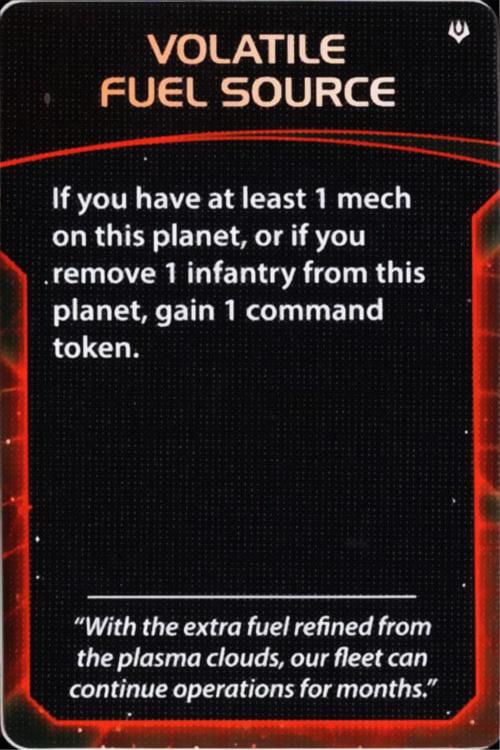 VOLATILE
FUEL SOURCE
If you have at least 1 mech
on this planet, or if you
remove 1 infantry from this
planet, gain 1 command
token.
“With the extra fuel refined from
the plasma clouds, our fleet can
continue operations for months.”